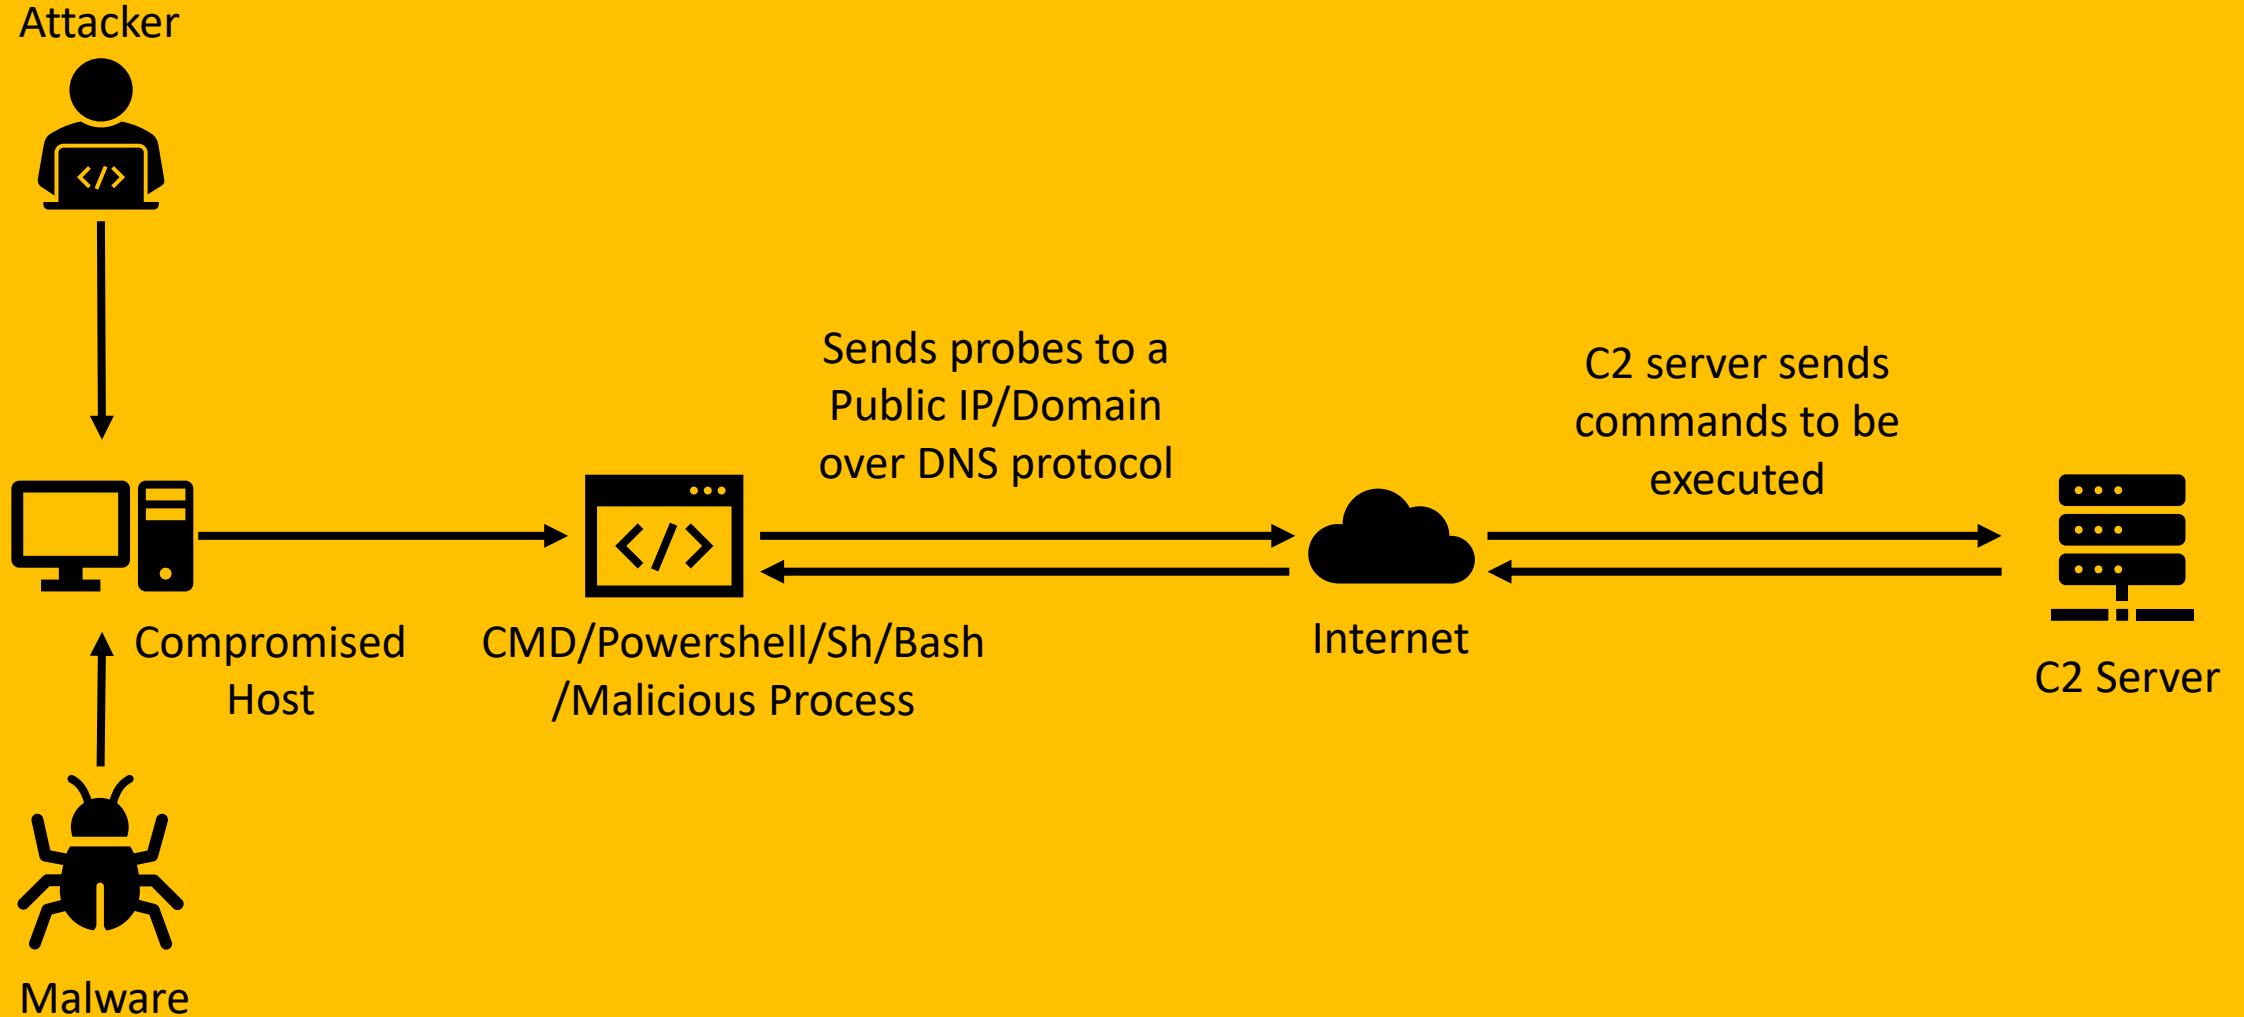 Attacker
Sends probes to a
Public IP/Domain
over DNS protocol
C2 server sends
commands to be
executed
Compromised
Host
CMD/Powershell/Sh/Bash
/Malicious Process
Internet
C2 Server
Malware